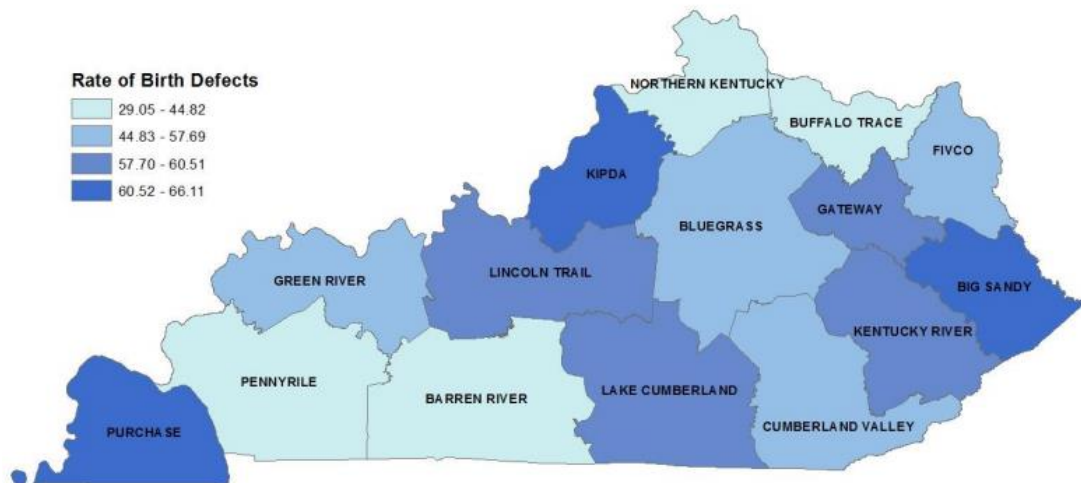 Rate of Birth Defects
29.05 - 44.82
44.83 - 57.69
57.70 - 60.51
60.52 - 66.11
NORTHERN KENTUCKY
BUFFALO TRACE
FIVCO
KIPDA
GATEWAY
BLUEGRASS
LINCOLN TRAIL
GREEN RIVER
BIG SANDY
KENTUCKY RIVER
PENNYRILE
LAKE CUMBERLAND
BARREN RIVER
CUMBERLAND VALLEY
PURCHASE